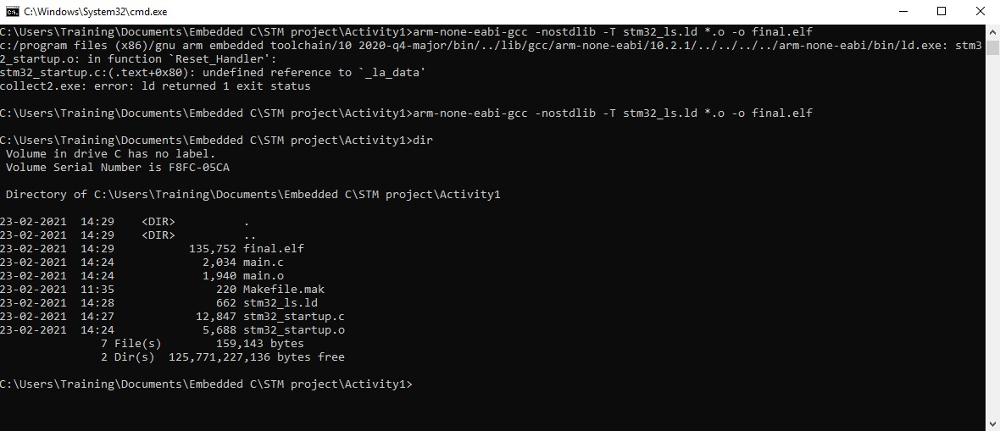 C:\Windows\System32\cmd.exe
C:\Users\Training\Documents\Embedded C\STM project\Activity1>arm-none-eabi-gcc -nostdlib -T stm32_ls.ld *.o -o final.elf
c:/program files (x86)/gnu arm embedded toolchain/10 2020-q4-major/bin/../lib/gcc/arm-none-eabi/10.2.1/../../../../arm-none-eabi/bin/ld.exe: stm3
2_startup.o: in function `Reset_Handler':
stm32_startup.c:(.text+0x80): undefined reference to `_la_data'
collect2.exe: error: ld returned 1 exit status
C:\Users\Training\Documents\Embedded C\STM project\Activity1>arm-none-eabi-gcc -nostdlib -T stm32_ls.ld *.o -o final.elf
C:\Users\Training\Documents\Embedded C\STM project\Activity1>dir
 Volume in drive C has no label.
 Volume Serial Number is F8FC-05CA
 Directory of C:\Users\Training\Documents\Embedded C\STM project\Activity1
23-02-2021  14:29    <DIR>          .
23-02-2021  14:29    <DIR>          ..
23-02-2021  14:29           135,752 final.elf
23-02-2021  14:24             2,034 main.c
23-02-2021  14:24             1,940 main.o
23-02-2021  11:35               220 Makefile.mak
23-02-2021  14:28               662 stm32_ls.ld
23-02-2021  14:27            12,847 stm32_startup.c
23-02-2021  14:24             5,688 stm32_startup.o
               7 File(s)        159,143 bytes
               2 Dir(s)  125,771,227,136 bytes free
C:\Users\Training\Documents\Embedded C\STM project\Activity1>